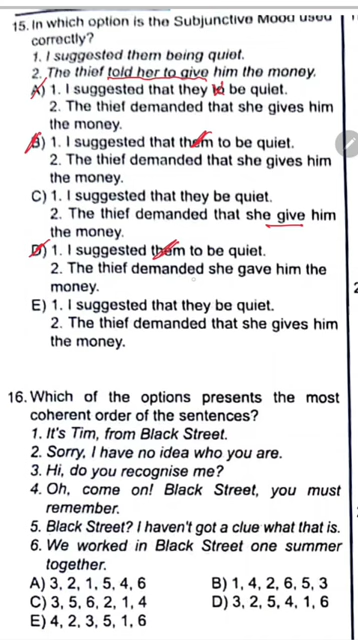 15. In which option is the Subjunctive Mood used
correctly?
1. I suggested them being quiet.
2. The thief told her to give him the money.
A) 1. I suggested that they to be quiet.
2. The thief demanded that she gives him
the money.
B) 1. I suggested that them to be quiet.
2. The thief demanded that she gives him
the money.
C) 1. I suggested that they be quiet.
2. The thief demanded that she give him
the money.
D) 1. I suggested them to be quiet.
2. The thief demanded she gave him the
money.
E) 1. I suggested that they be quiet.
2. The thief demanded that she gives him
the money.
16. Which of the options presents the most
coherent order of the sentences?
1. It's Tim, from Black Street.
2. Sorry, I have no idea who you are.
3. Hi, do you recognise me?
4. Oh, come on! Black Street, you must
remember.
5. Black Street? I haven't got a clue what that is.
6. We worked in Black Street one summer
together.
A) 3, 2, 1, 5, 4, 6 B) 1, 4, 2, 6, 5, 3
C) 3, 5, 6, 2, 1, 4 D) 3, 2, 5, 4, 1, 6
E) 4, 2, 3, 5, 1, 6